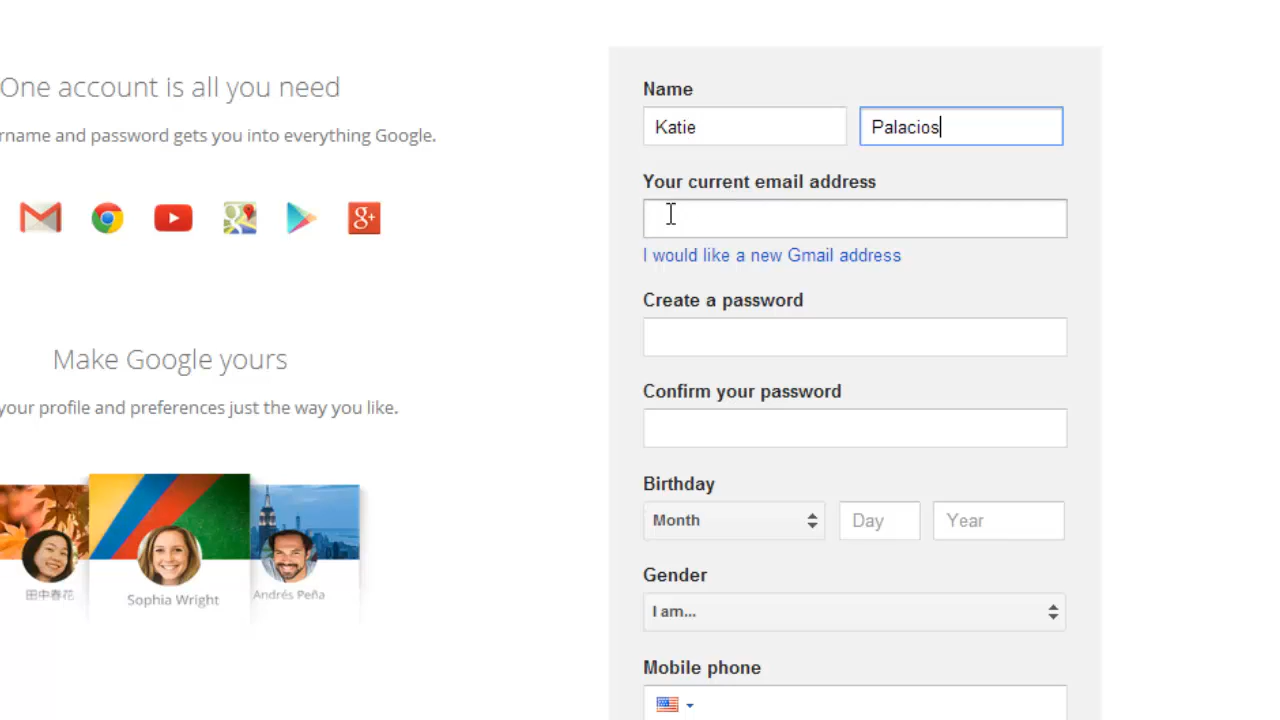 One account is all you need
rname and password gets you into everything Google.
g+
Make Google yours
your profile and preferences just the way you like.
田中春花
Sophia Wright
Andrés Peña
Name
Katie
Palacios
Your current email address
I would like a new Gmail address
Create a password
Confirm your password
Birthday
Month
Day
Year
Gender
I am...
Mobile phone